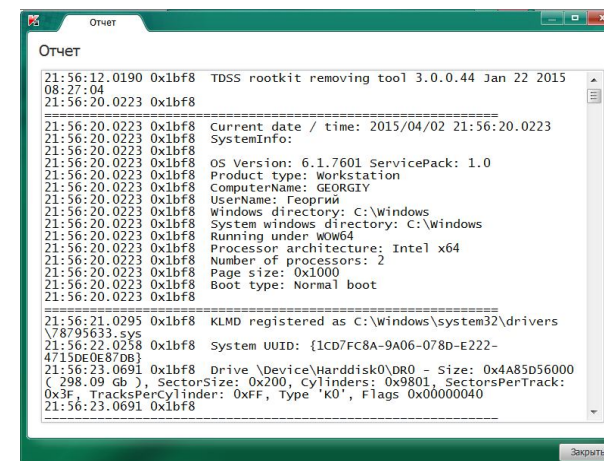 Отчет
Отчет
21:56:12.0190 0x1bf8 TDSS rootkit removing tool 3.0.0.44 Jan 22 2015
08:27:04
21:56:20.0223 0x1bf8
============================================================
21:56:20.0223 0x1bf8 Current date / time: 2015/04/02 21:56:20.0223
21:56:20.0223 0x1bf8 SystemInfo:
21:56:20.0223 0x1bf8
21:56:20.0223 0x1bf8 OS Version: 6.1.7601 ServicePack: 1.0
21:56:20.0223 0x1bf8 Product type: Workstation
21:56:20.0223 0x1bf8 ComputerName: GEORGIY
21:56:20.0223 0x1bf8 UserName: Георгий
21:56:20.0223 0x1bf8 Windows directory: C:\Windows
21:56:20.0223 0x1bf8 System windows directory: C:\Windows
21:56:20.0223 0x1bf8 Running under WOW64
21:56:20.0223 0x1bf8 Processor architecture: Intel x64
21:56:20.0223 0x1bf8 Number of processors: 2
21:56:20.0223 0x1bf8 Page size: 0x1000
21:56:20.0223 0x1bf8 Boot type: Normal boot
21:56:20.0223 0x1bf8
============================================================
21:56:21.0295 0x1bf8 KLMD registered as C:\Windows\system32\drivers
\78795633.sys
21:56:22.0258 0x1bf8 System UUID: {1CD7FC8A-9A06-078D-E222-
4715DE0E87DB}
21:56:23.0691 0x1bf8 Drive \Device\Harddisk0\DR0 - Size: 0x4A85D56000
( 298.09 Gb ), SectorSize: 0x200, Cylinders: 0x9801, SectorsPerTrack:
0x3F, TracksPerCylinder: 0xFF, Type 'K0', Flags 0x00000040
21:56:23.0691 0x1bf8
============================================================
Закрыть